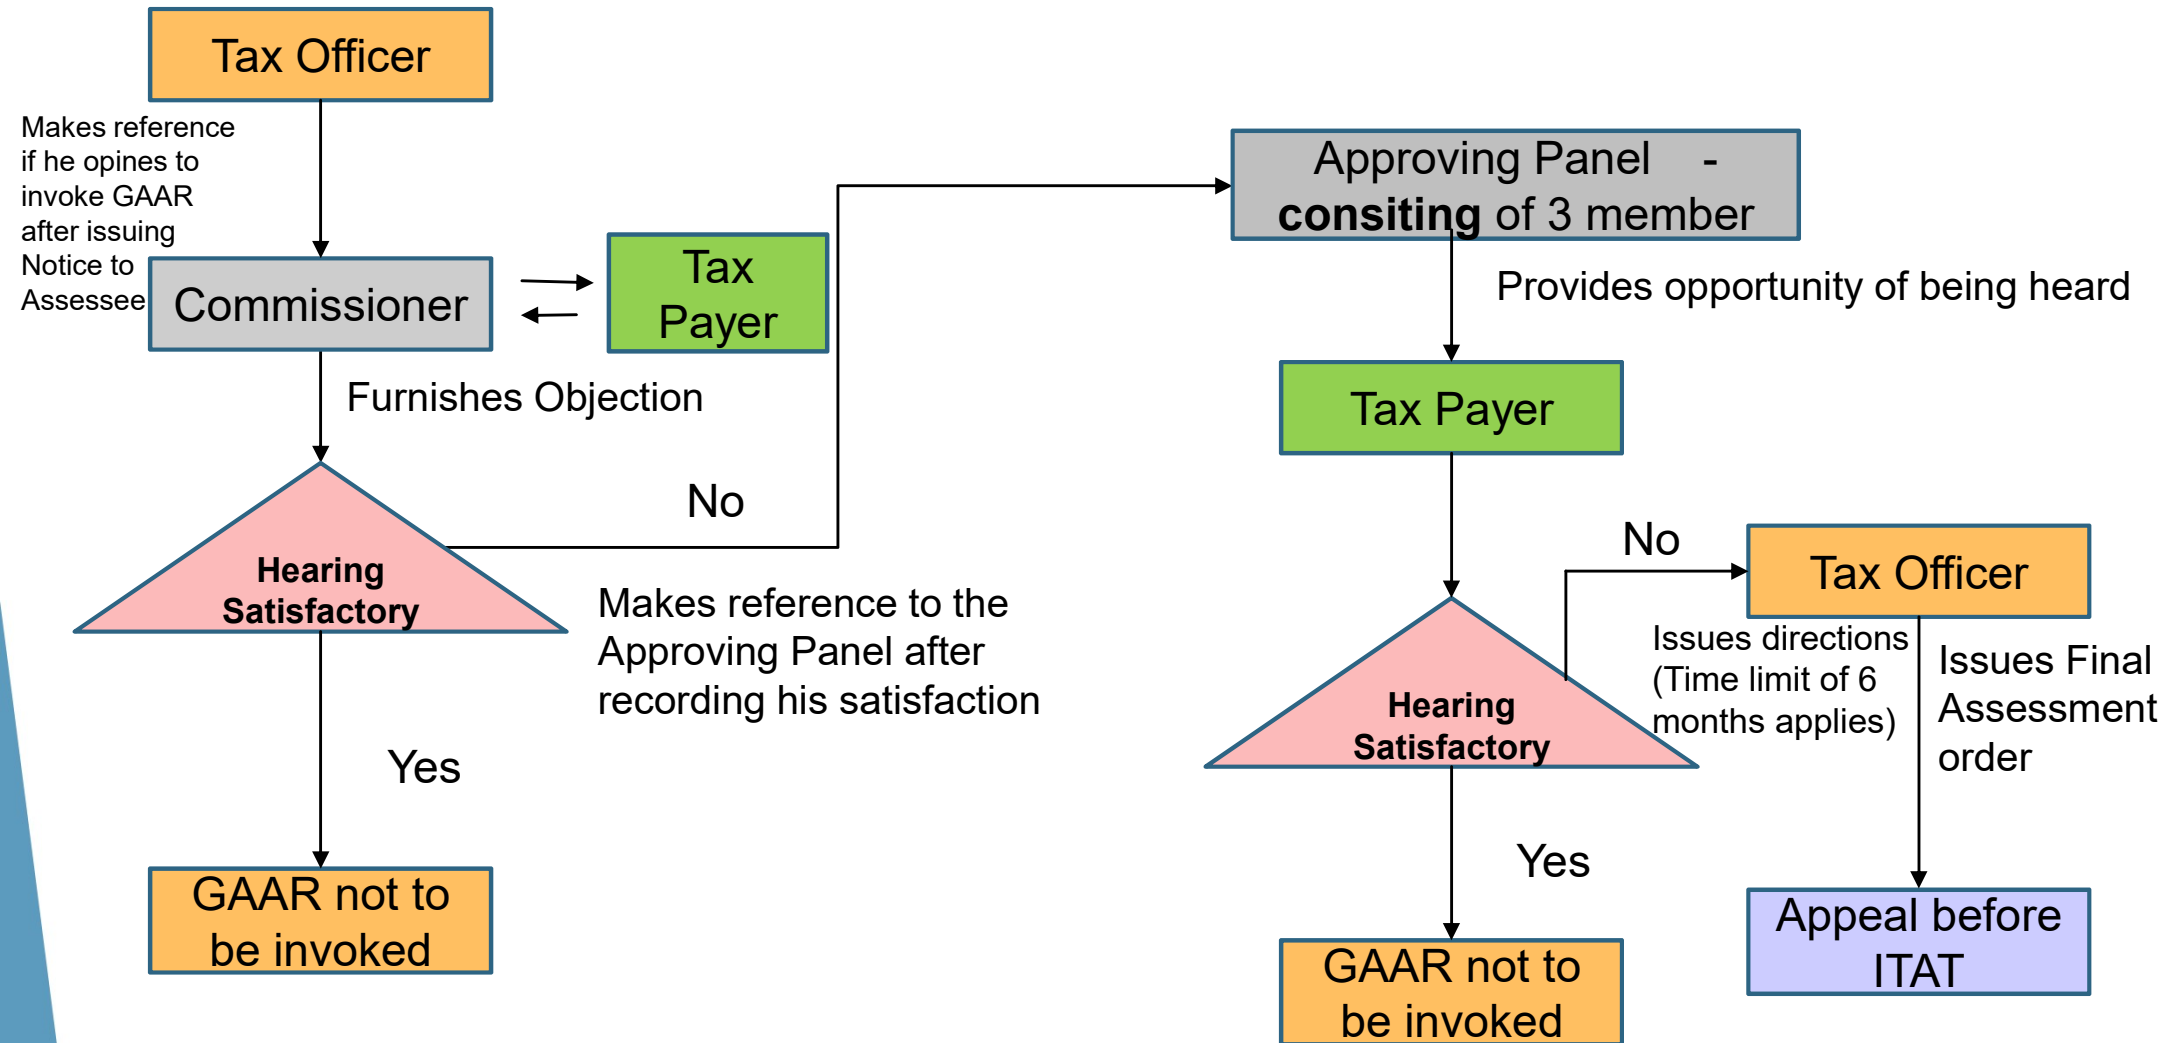 Tax Officer
Makes reference
if he opines to
invoke GAAR
after issuing
Notice to
Assessee
Commissioner
Tax
Payer
Furnishes Objection
No
Hearing
Satisfactory
Makes reference to the
Approving Panel after
recording his satisfaction
Yes
GAAR not to
be invoked
Approving Panel -
consiting of 3 member
Provides opportunity of being heard
Tax Payer
No
Tax Officer
Issues directions
(Time limit of 6
months applies)
Issues Final
Assessment
order
Hearing
Satisfactory
Yes
GAAR not to
be invoked
Appeal before
ITAT